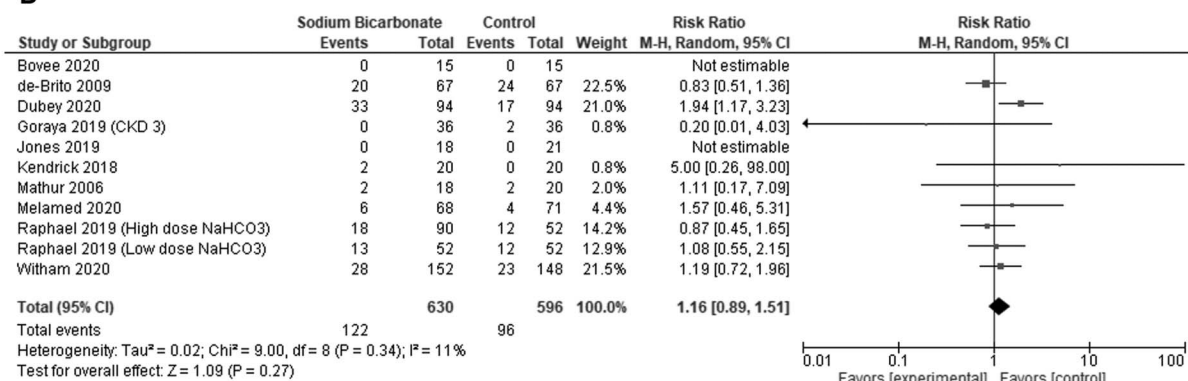 Sodium Bicarbonate Control Risk Ratio Risk Ratio
Study or Subgroup Events Total Events Total Weight M-H, Random, 95% CI M-H, Random, 95% CI
Bovee 2020 0 15 0 15 Not estimable
de-Brito 2009 20 67 24 67 22.5% 0.83 [0.51, 1.36]
Dubey 2020 33 94 17 94 21.0% 1.94 [1.17, 3.23]
Goraya 2019 (CKD 3) 0 36 2 36 0.8% 0.20 [0.01, 4.03]
Jones 2019 0 18 0 21 Not estimable
Kendrick 2018 2 20 0 20 0.8% 5.00 [0.26, 98.00]
Mathur 2006 2 18 2 20 2.0% 1.11 [0.17, 7.09]
Melamed 2020 6 68 4 71 4.4% 1.57 [0.46, 5.31]
Raphael 2019 (High dose NaHCO3) 18 90 12 52 14.2% 0.87 [0.45, 1.65]
Raphael 2019 (Low dose NaHCO3) 13 52 12 52 12.9% 1.08 [0.55, 2.15]
Witham 2020 28 152 23 148 21.5% 1.19 [0.72, 1.96]
Total (95% CI) 630 596 100.0% 1.16 [0.89, 1.51]
Total events 122 96
Heterogeneity: Tau² = 0.02; Chi² = 9.00, df = 8 (P = 0.34); I² = 11%
Test for overall effect: Z = 1.09 (P = 0.27)
0.01 0.1 1 10 100
Favors [experimental] Favors [control]